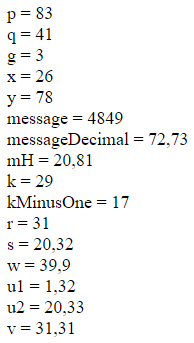 p = 83
q = 41
g = 3
x = 26
y = 78
message = 4849
messageDecimal = 72,73
mH = 20,81
k = 29
kMinusOne = 17
r = 31
s = 20,32
w = 39,9
u1 = 1,32
u2 = 20,33
v = 31,31